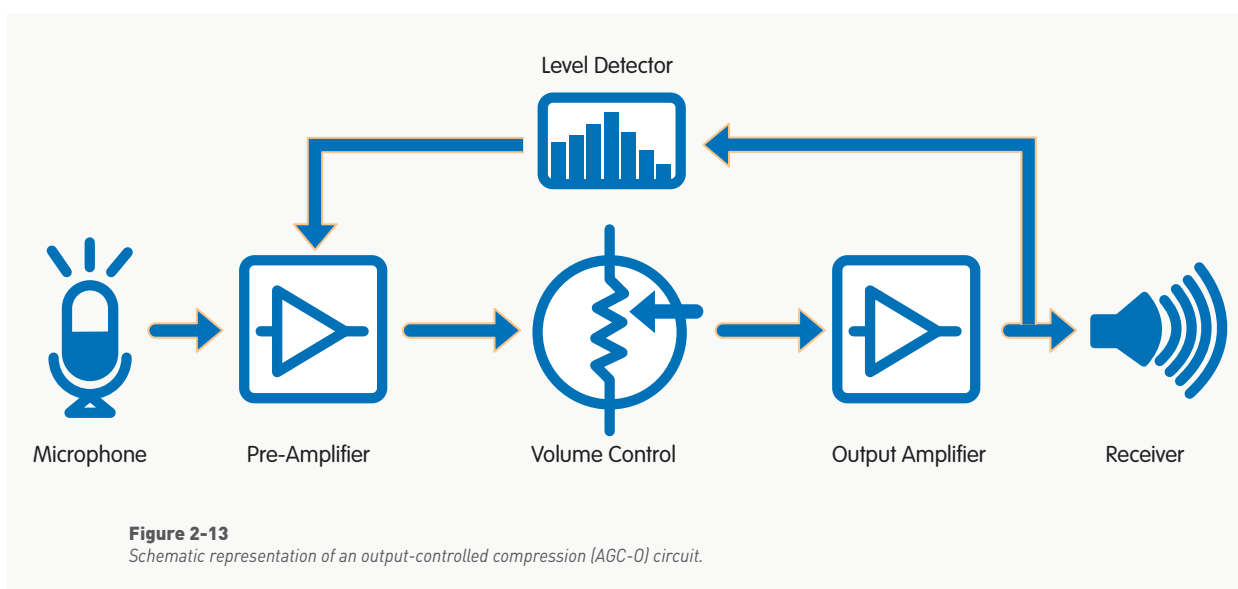 Level Detector
Microphone
Pre-Amplifier
Volume Control
Output Amplifier
Receiver
Figure 2-13
Schematic representation of an output-controlled compression (AGC-O) circuit.